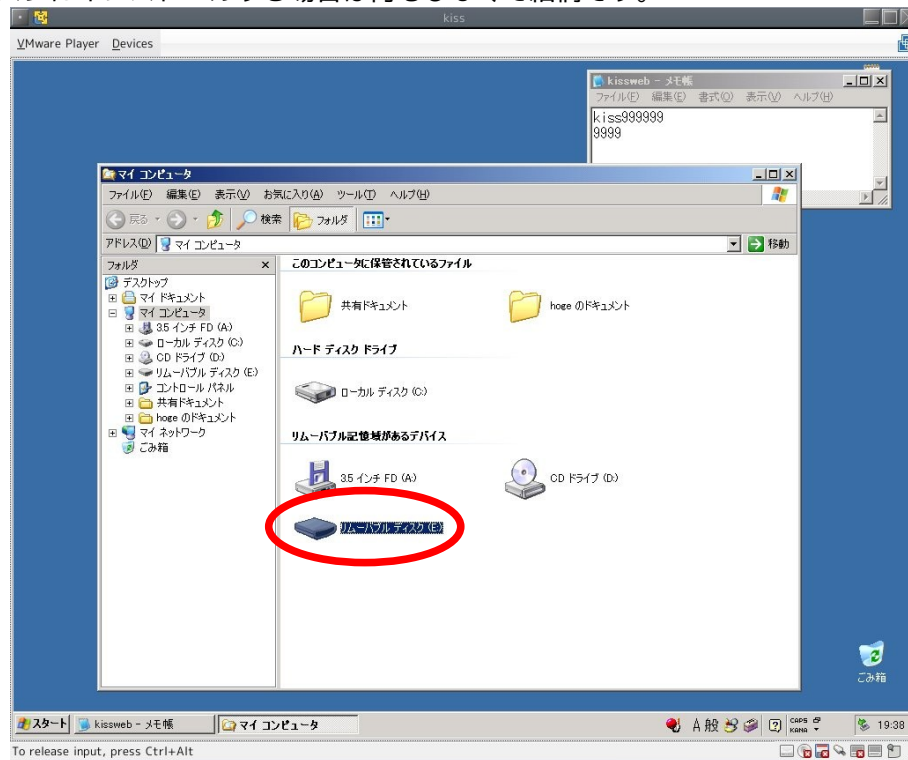 kiss
VMware Player Devices
kissweb - メモ帳
ファイル(F) 編集(E) 書式(O) 表示(V) ヘルプ(H)
kiss999999
9999
マイ コンピュータ
ファイル(F) 編集(E) 表示(V) お気に入り(A) ツール(T) ヘルプ(H)
戻る 検索 フォルダ
アドレス(D) マイ コンピュータ 移動
フォルダ
デスクトップ
マイ ドキュメント
マイ コンピュータ
3.5 インチ FD (A:)
ローカル ディスク (C:)
CD ドライブ (D:)
リムーバブル ディスク (E:)
コントロール パネル
共有ドキュメント
hoge のドキュメント
マイ ネットワーク
ごみ箱
このコンピュータに保管されているファイル
共有ドキュメント hoge のドキュメント
ハード ディスク ドライブ
ローカル ディスク (C:)
リムーバブル記憶域があるデバイス
3.5 インチ FD (A:) CD ドライブ (D:)
リムーバブル ディスク (E:)
ごみ箱
スタート kissweb - メモ帳 マイ コンピュータ A 般 CAPS KANA 19:38
To release input, press Ctrl+Alt